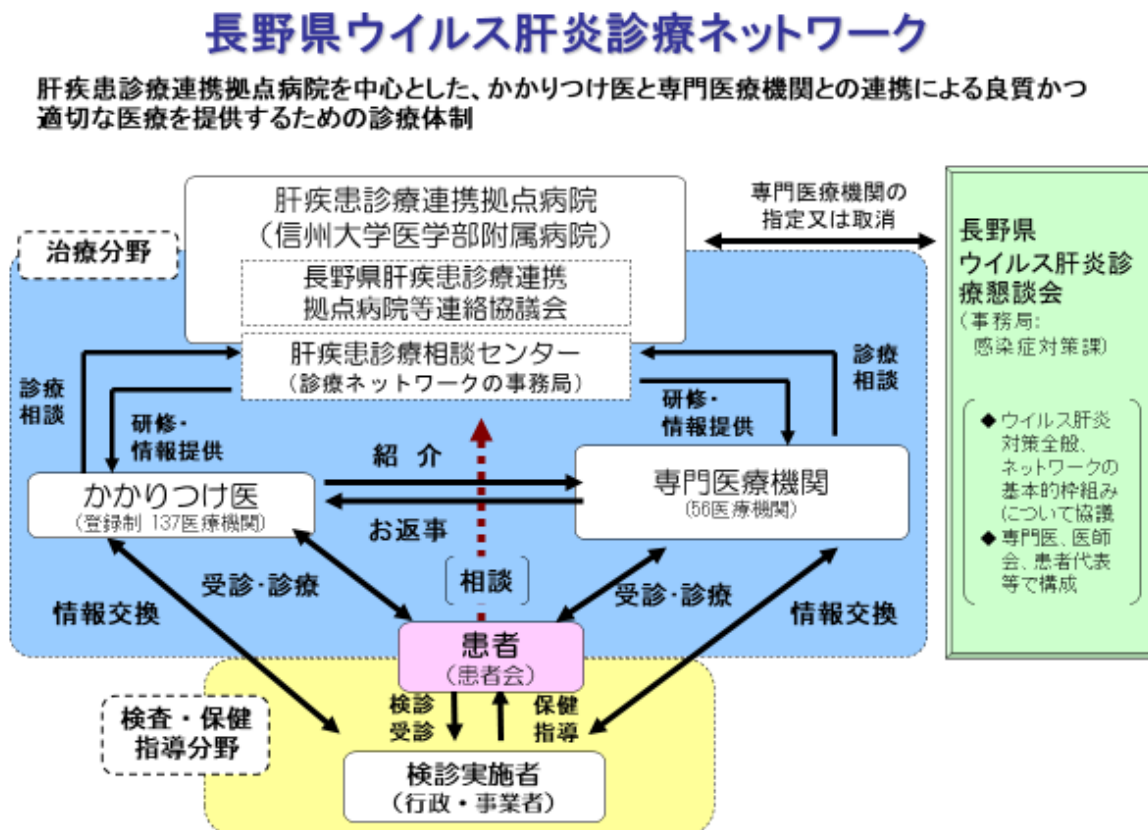 長野県ウイルス肝炎診療ネットワーク
肝疾患診療連携拠点病院を中心とした、かかりつけ医と専門医療機関との連携による良質かつ
適切な医療を提供するための診療体制
肝疾患診療連携拠点病院
（信州大学医学部附属病院）
専門医療機関の
指定又は取消
治療分野
長野県肝疾患診療連携
拠点病院等連絡協議会
肝疾患診療相談センター
（診療ネットワークの事務局）
診療
相談
研修・
情報提供
研修・
情報提供
診療
相談
紹 介
かかりつけ医
（登録制 137医療機関）
専門医療機関
（56医療機関）
お返事
受診・診療
相談
受診・診療
情報交換
情報交換
患者
（患者会）
検診
受診
保健
指導
検査・保健
指導分野
検診実施者
（行政・事業者）
長野県
ウイルス肝炎診
療懇談会
（事務局：
感染症対策課）
◆ウイルス肝炎
対策全般、
ネットワークの
基本的枠組み
について協議
◆専門医、医師
会、患者代表
等で構成